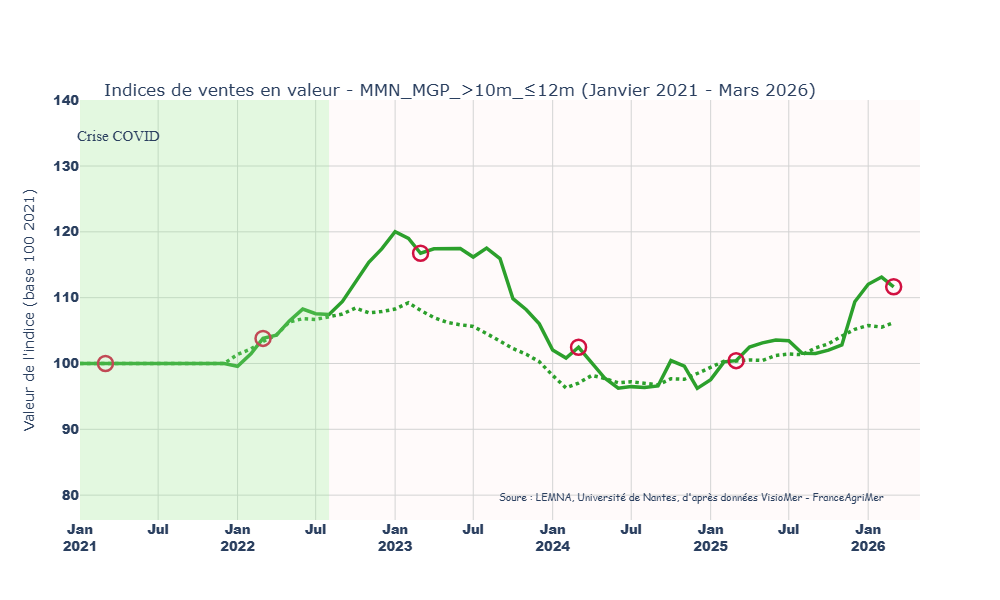 Indices de ventes en valeur - MMN_MGP_>10m_≤12m (Janvier 2021 - Mars 2026)
Valeur de l'indice (base 100 2021)
140
130
120
110
100
90
80
Crise COVID
Soure : LEMNA, Université de Nantes, d'après données VisioMer - FranceAgriMer
Jan Jul Jan Jul Jan Jul Jan Jul Jan Jul Jan
2021 2022 2023 2024 2025 2026